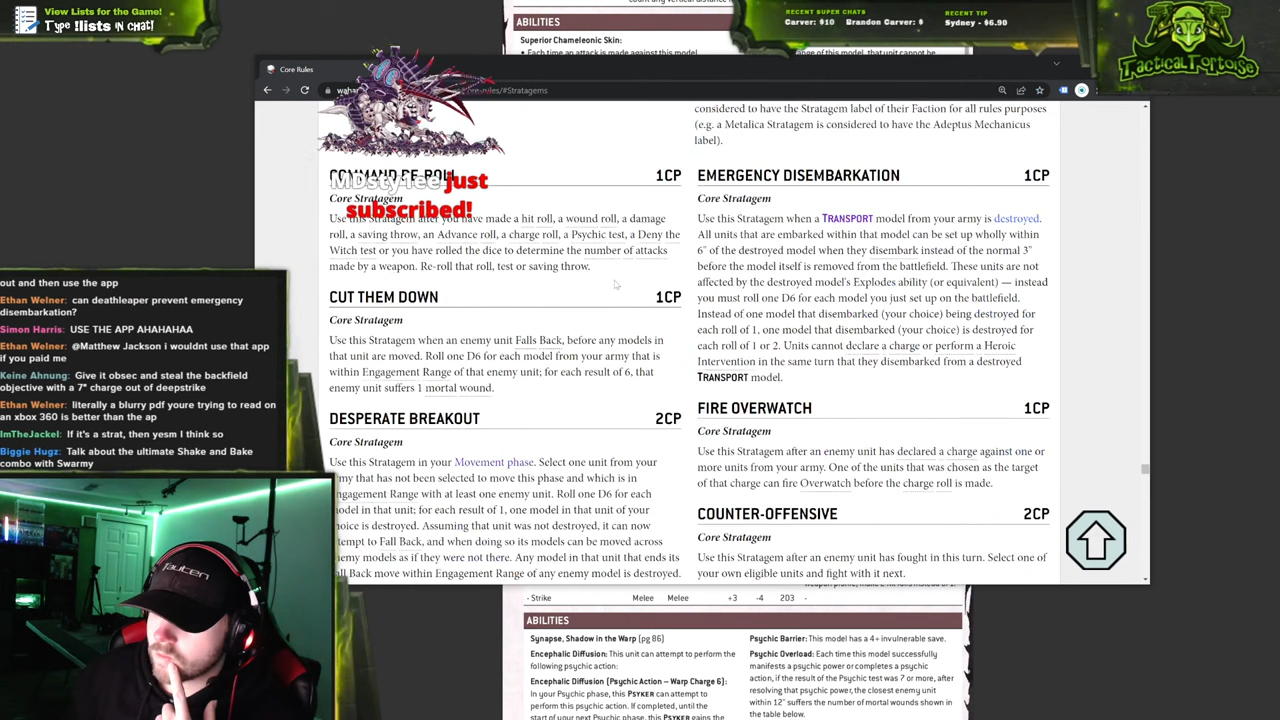 View Lists for the Game!
Type !lists in chat!
RECENT SUPER CHATS
Carver: $10 Brandon Carver: $
RECENT STICKER
Sydney - $6.90
TACTICALTORTOISE
ABILITIES
Superior Chameleonic Skin:
• Each time an attack is made against this model
range of this model, that unit cannot be
Core Rules
core-rules/#Stratagems
MDstyTee just
subscribed!
considered to have the Stratagem label of their Faction for all rules purposes
(e.g. a Metalica Stratagem is considered to have the Adeptus Mechanicus
label).
COMMAND RE-ROLL 1CP
Core Stratagem
Use this Stratagem after you have made a hit roll, a wound roll, a damage
roll, a saving throw, an Advance roll, a charge roll, a Psychic test, a Deny the
Witch test or you have rolled the dice to determine the number of attacks
made by a weapon. Re-roll that roll, test or saving throw.
CUT THEM DOWN 1CP
Core Stratagem
Use this Stratagem when an enemy unit Falls Back, before any models in
that unit are moved. Roll one D6 for each model from your army that is
within Engagement Range of that enemy unit; for each result of 6, that
enemy unit suffers 1 mortal wound.
DESPERATE BREAKOUT 2CP
Core Stratagem
Use this Stratagem in your Movement phase. Select one unit from your
army that has not been selected to move this phase and which is in
Engagement Range with at least one enemy unit. Roll one D6 for each
model in that unit; for each result of 1, one model in that unit of your
choice is destroyed. Assuming that unit was not destroyed, it can now
attempt to Fall Back, and when doing so its models can be moved across
enemy models as if they were not there. Any model in that unit that ends its
Fall Back move within Engagement Range of any enemy model is destroyed.
EMERGENCY DISEMBARKATION 1CP
Core Stratagem
Use this Stratagem when a TRANSPORT model from your army is destroyed.
All units that are embarked within that model can be set up wholly within
6" of the destroyed model when they disembark instead of the normal 3"
before the model itself is removed from the battlefield. These units are not
affected by the destroyed model's Explodes ability (or equivalent) — instead
you must roll one D6 for each model you just set up on the battlefield.
Instead of one model that disembarked (your choice) being destroyed for
each roll of 1, one model that disembarked (your choice) is destroyed for
each roll of 1 or 2. Units cannot declare a charge or perform a Heroic
Intervention in the same turn that they disembarked from a destroyed
TRANSPORT model.
FIRE OVERWATCH 1CP
Core Stratagem
Use this Stratagem after an enemy unit has declared a charge against one or
more units from your army. One of the units that was chosen as the target
of that charge can fire Overwatch before the charge roll is made.
COUNTER-OFFENSIVE 2CP
Core Stratagem
Use this Stratagem after an enemy unit has fought in this turn. Select one of
your own eligible units and fight with it next.
out and then use the app
Ethan Welner: can deathleaper prevent emergency
disembarkation?
Simon Harris: USE THE APP AHAHAHAA
Ethan Welner: @Matthew Jackson i wouldnt use that app
if you paid me
Keine Ahnung: Give it obsec and steal the backfield
objective with a 7" charge out of deepstrike
Ethan Welner: literally a blurry pdf youre trying to read on
an xbox 360 is better than the ap
ImTheJackel: If it's a strat, then yesm I think so
Biggie Hugz: Talk about the ultimate Shake and Bake
combo with Swarmy
- Strike Melee Melee +3 -4 2D3 -
ABILITIES
Synapse, Shadow in the Warp (pg 86)
Encephalic Diffusion: This unit can attempt to perform the
following psychic action:
Encephalic Diffusion (Psychic Action – Warp Charge 6):
In your Psychic phase, this PSYKER can attempt to
perform this psychic action. If completed, until the
start of your next Psychic phase, this PSYKER gains the
Psychic Barrier: This model has a 4+ invulnerable save.
Psychic Overload: Each time this model successfully
manifests a psychic power or completes a psychic
action, if the result of the Psychic test was 7 or more, after
resolving that psychic power, the closest enemy unit
within 12" suffers the number of mortal wounds shown in
the table below.